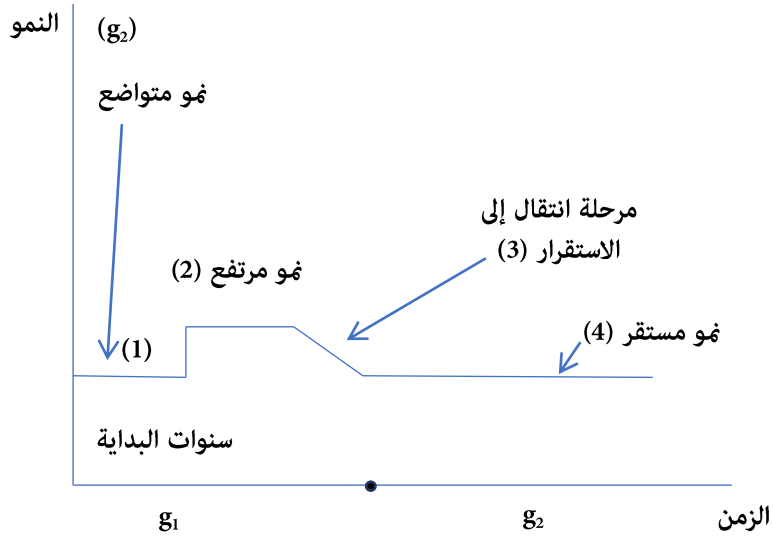 النمو
(g₂)
نمو متواضع
مرحلة انتقال إلى
الاستقرار (3)
نمو مرتفع (2)
(1)
نمو مستقر (4)
سنوات البداية
g₁
g₂
الزمن